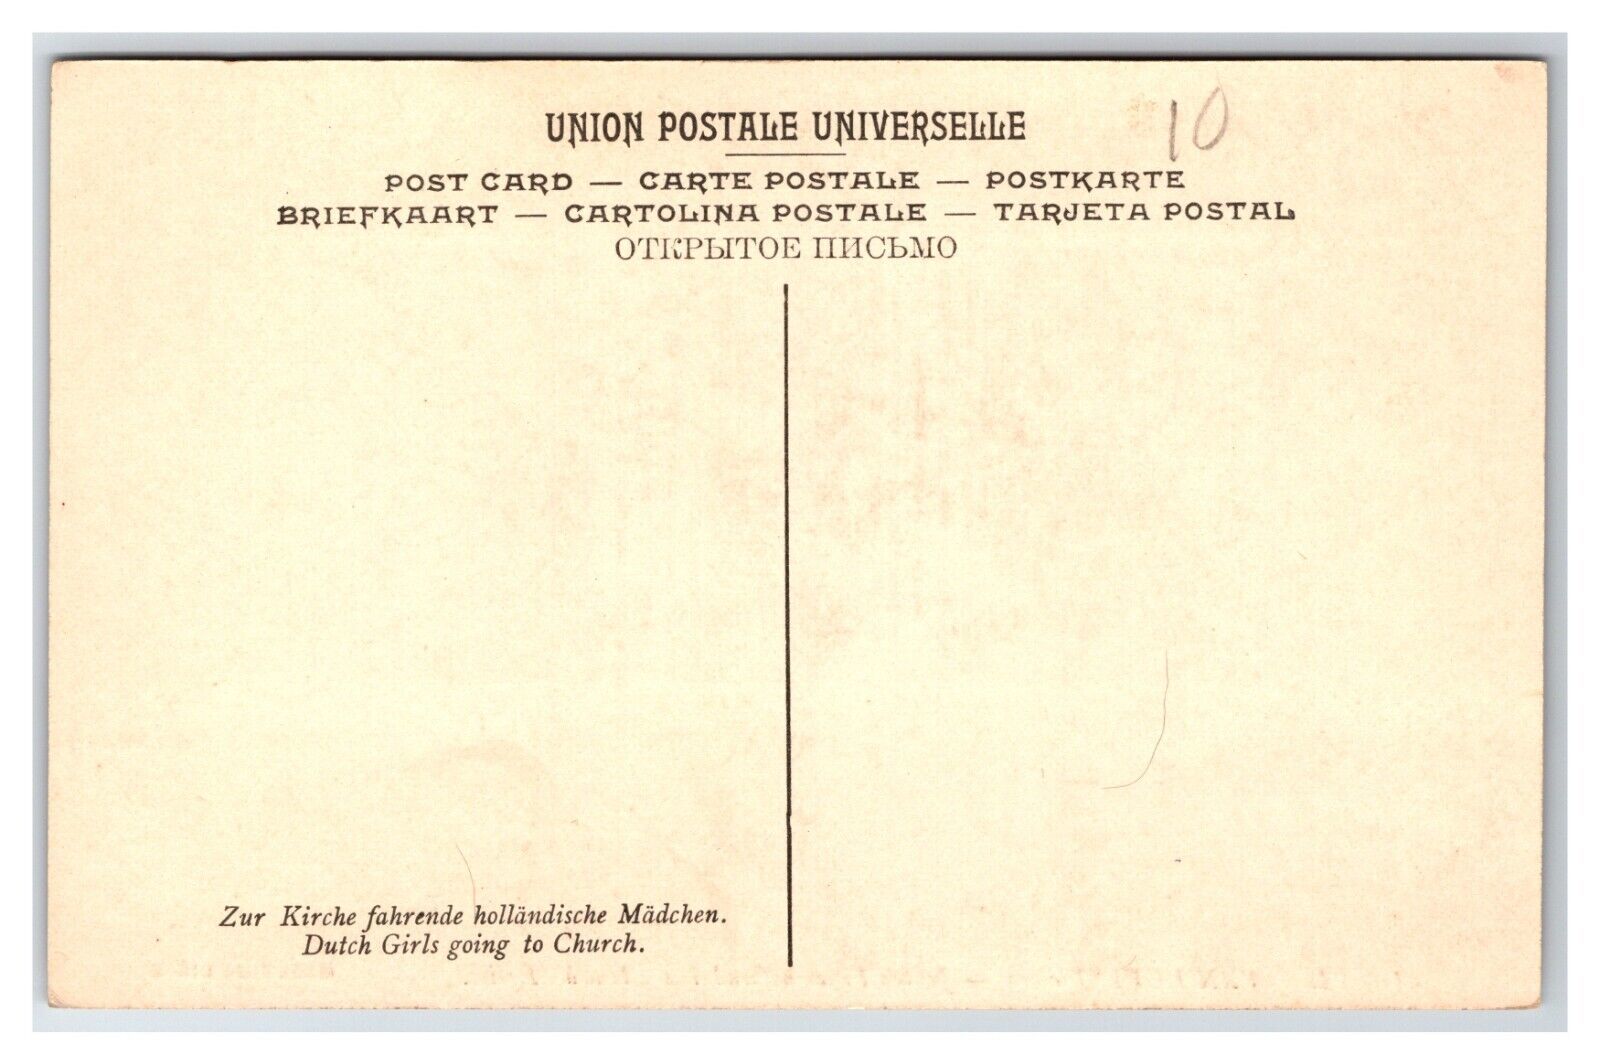 10
UNION POSTALE UNIVERSELLE
POST CARD — CARTE POSTALE — POSTKARTE
BRIEFKAART — CARTOLINA POSTALE — TARJETA POSTAL
ОТКРЫТОЕ ПИСЬМО
Zur Kirche fahrende holländische Mädchen.
Dutch Girls going to Church.